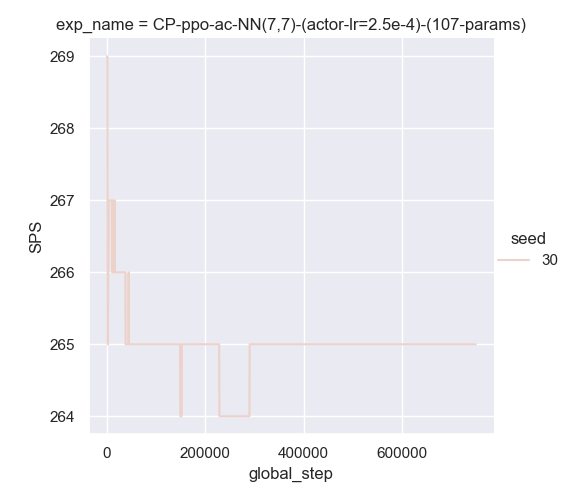 exp_name = CP-ppo-ac-NN(7,7)-(actor-lr=2.5e-4)-(107-params)
269
268
267
266
265
264
SPS
0
200000
400000
600000
global_step
seed
30